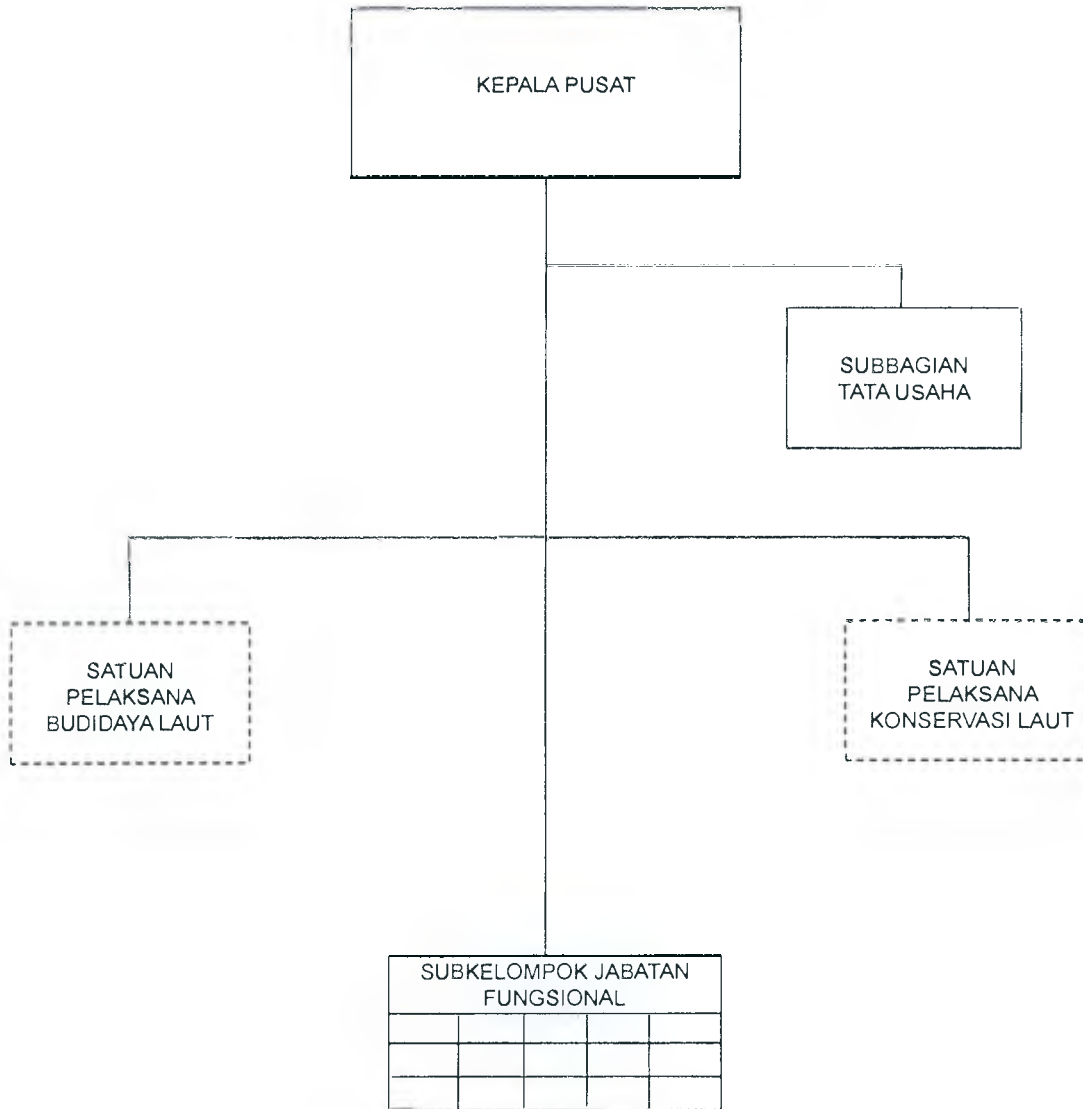 KEPALA PUSAT
SUBBAGIAN
TATA USAHA
SATUAN
PELAKSANA
BUDIDAYA LAUT
SATUAN
PELAKSANA
KONSERVASI LAUT
SUBKELOMPOK JABATAN
FUNGSIONAL